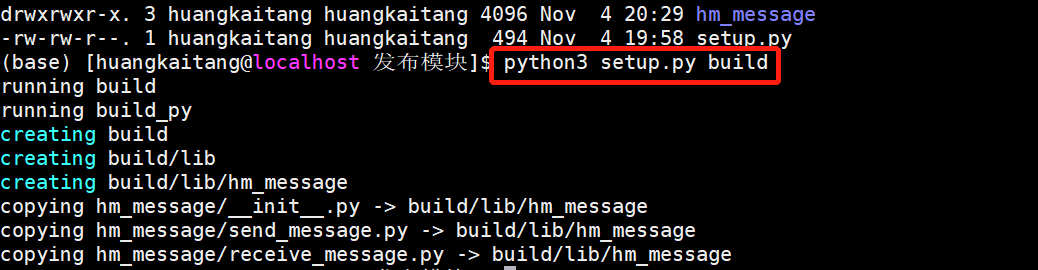 drwxrwxr-x. 3 huangkaitang huangkaitang 4096 Nov  4 20:29 hm_message
-rw-rw-r--. 1 huangkaitang huangkaitang  494 Nov  4 19:58 setup.py
(base) [huangkaitang@localhost 发布模块]$ python3 setup.py build
running build
running build_py
creating build
creating build/lib
creating build/lib/hm_message
copying hm_message/__init__.py -> build/lib/hm_message
copying hm_message/send_message.py -> build/lib/hm_message
copying hm_message/receive_message.py -> build/lib/hm_message